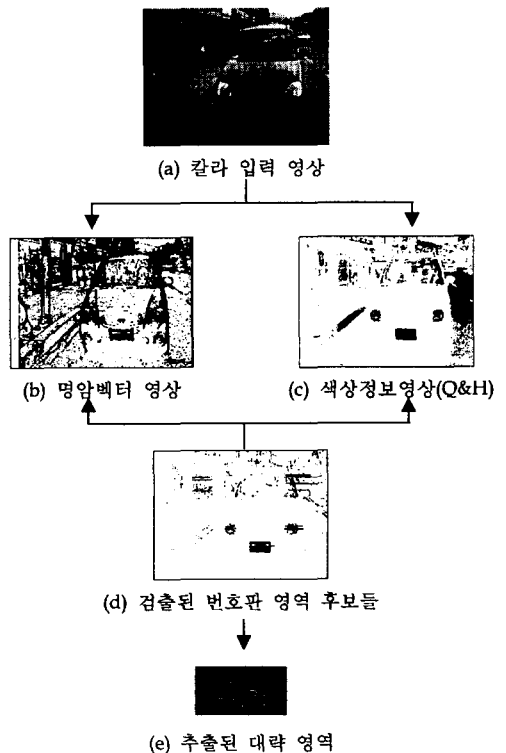 (a) 칼라 입력 영상
(b) 명암벡터 영상
(c) 색상정보영상(Q&H)
(d) 검출된 번호판 영역 후보들
(e) 추출된 대략 영역